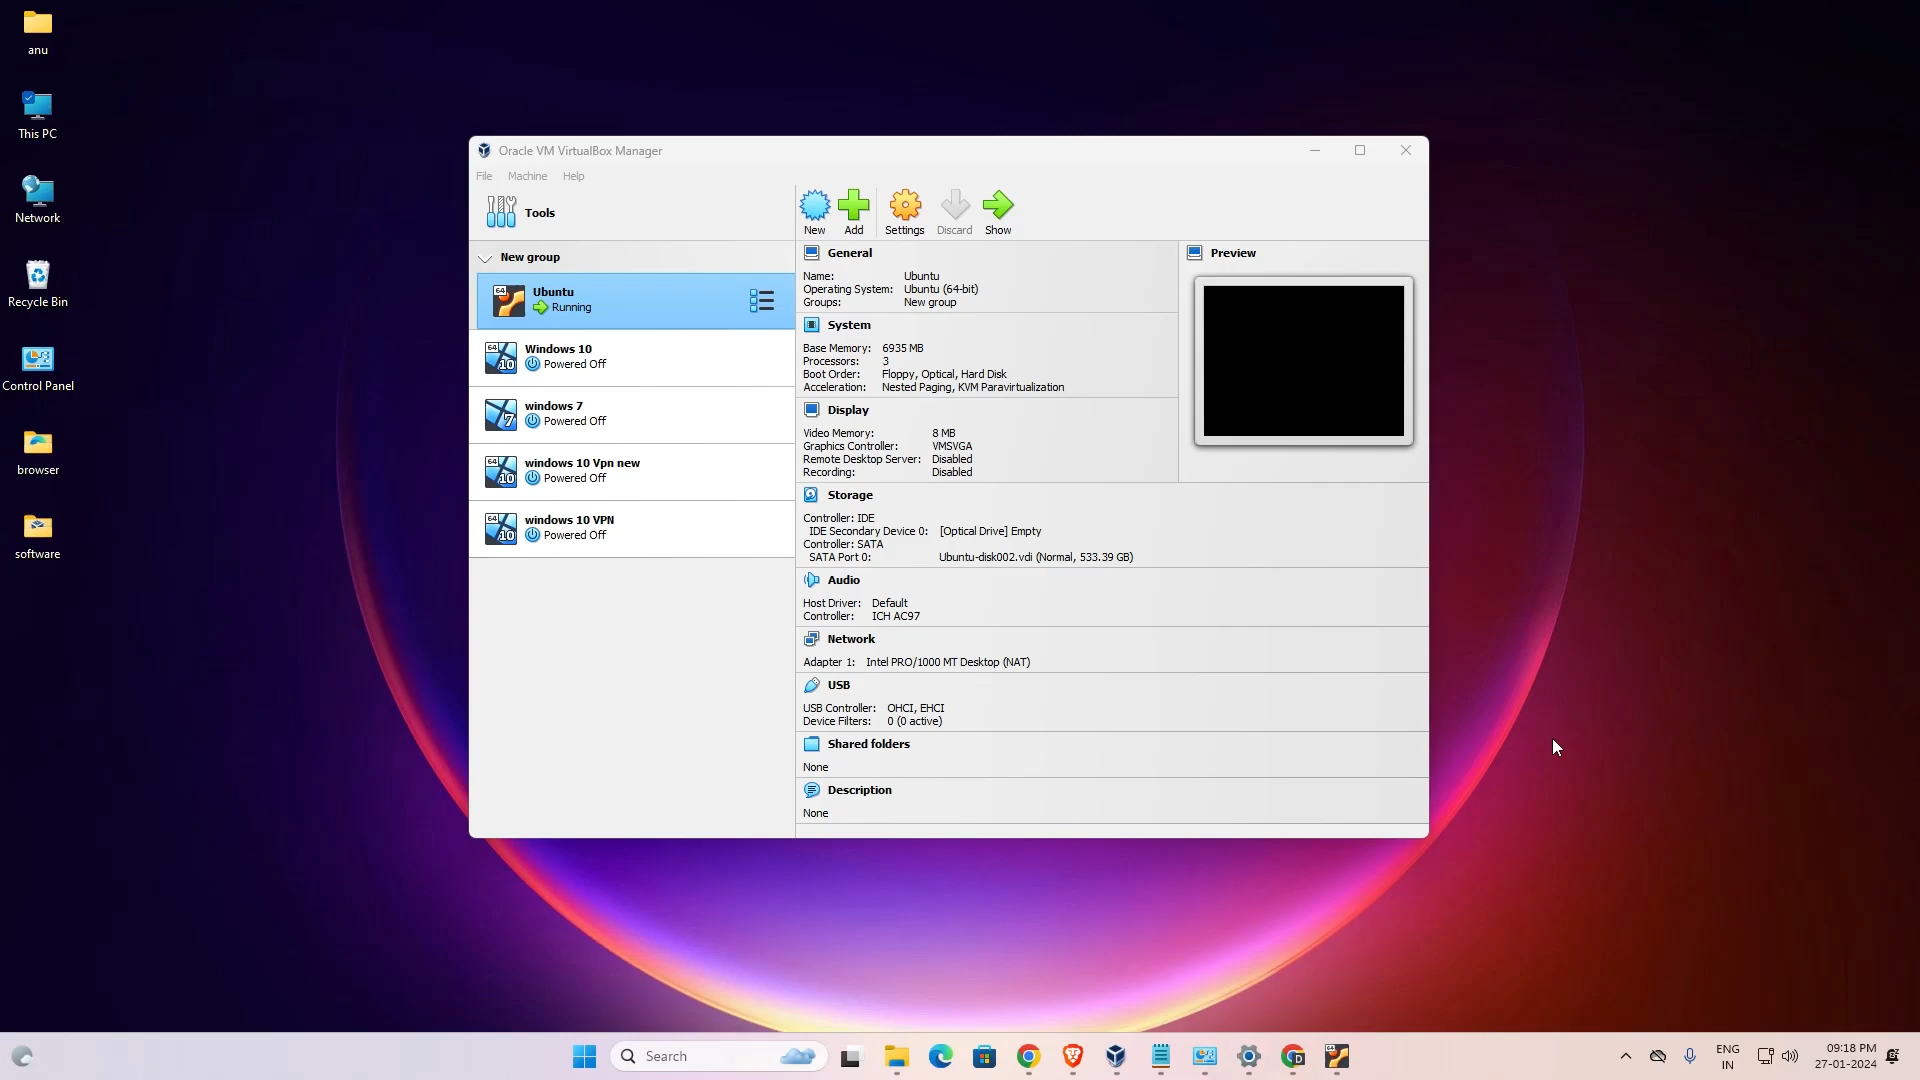 anu
This PC
Network
Recycle Bin
Control Panel
browser
software
Oracle VM VirtualBox Manager
File Machine Help
Tools
New Add Settings Discard Show
New group
64
Ubuntu
Running
64
10
Windows 10
Powered Off
7
windows 7
Powered Off
64
10
windows 10 Vpn new
Powered Off
64
10
windows 10 VPN
Powered Off
General
Name: Ubuntu
Operating System: Ubuntu (64-bit)
Groups: New group
System
Base Memory: 6935 MB
Processors: 3
Boot Order: Floppy, Optical, Hard Disk
Acceleration: Nested Paging, KVM Paravirtualization
Display
Video Memory: 8 MB
Graphics Controller: VMSVGA
Remote Desktop Server: Disabled
Recording: Disabled
Preview
Storage
Controller: IDE
IDE Secondary Device 0: [Optical Drive] Empty
Controller: SATA
SATA Port 0: Ubuntu-disk002.vdi (Normal, 533.39 GB)
Audio
Host Driver: Default
Controller: ICH AC97
Network
Adapter 1: Intel PRO/1000 MT Desktop (NAT)
USB
USB Controller: OHCI, EHCI
Device Filters: 0 (0 active)
Shared folders
None
Description
None
Search
D
ENG
IN
09:18 PM
27-01-2024